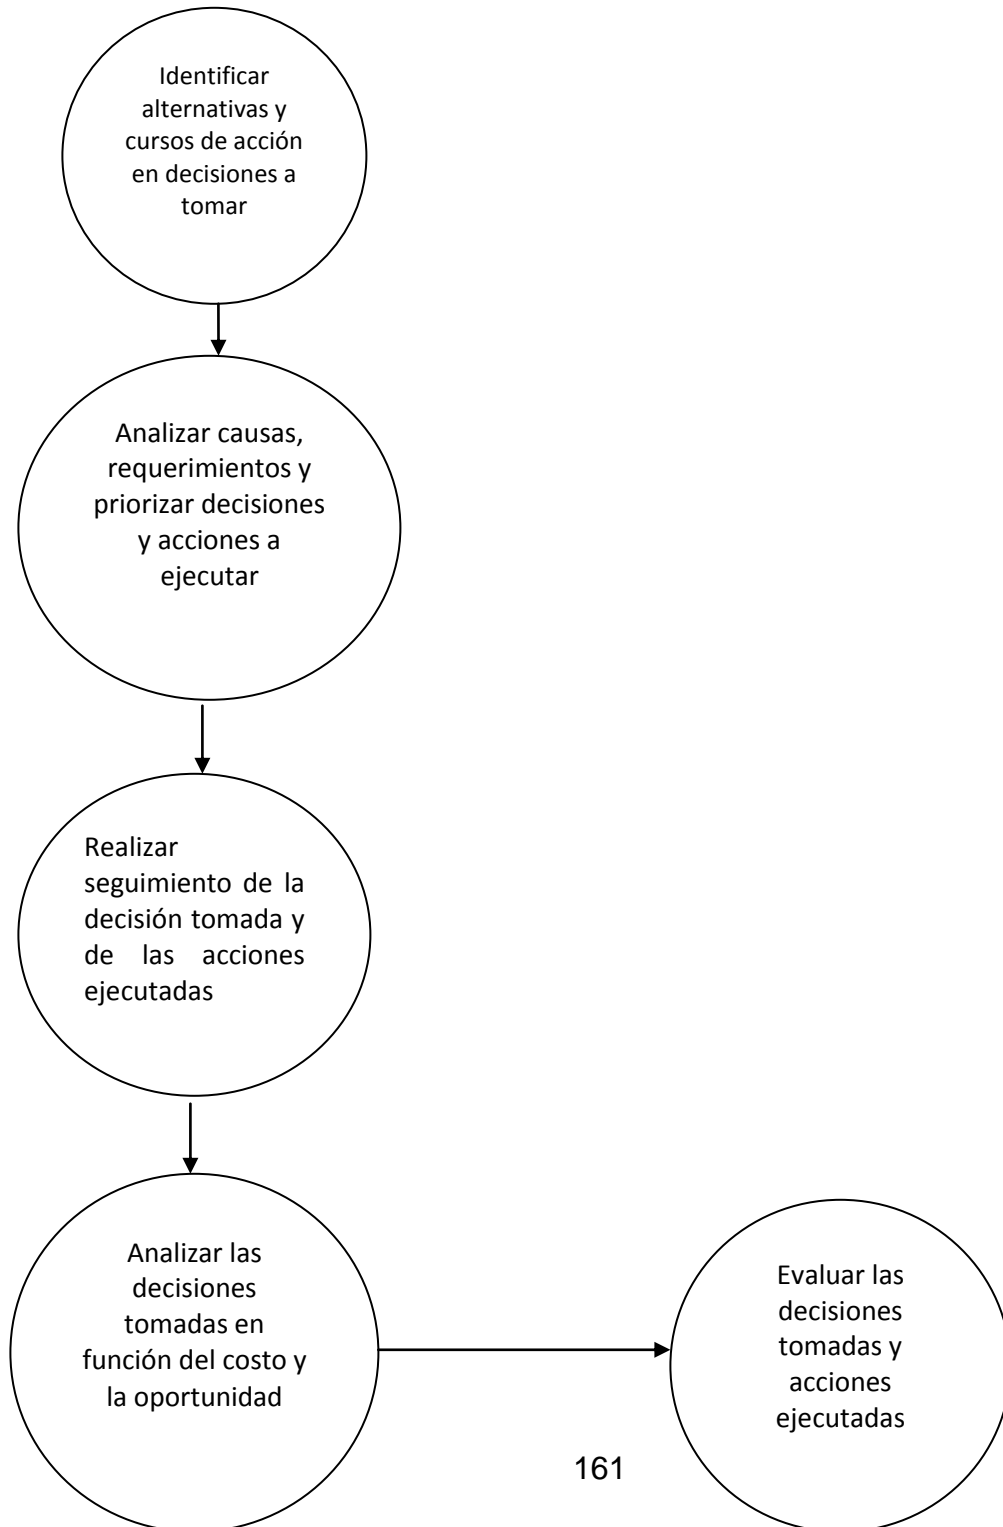 Identificar
alternativas y
cursos de acción
en decisiones a
tomar
Analizar causas,
requerimientos y
priorizar decisiones
y acciones a
ejecutar
Realizar
seguimiento de la
decisión tomada y
de las acciones
ejecutadas
Analizar las
decisiones
tomadas en
función del costo y
la oportunidad
Evaluar las
decisiones
tomadas y
acciones
ejecutadas
161